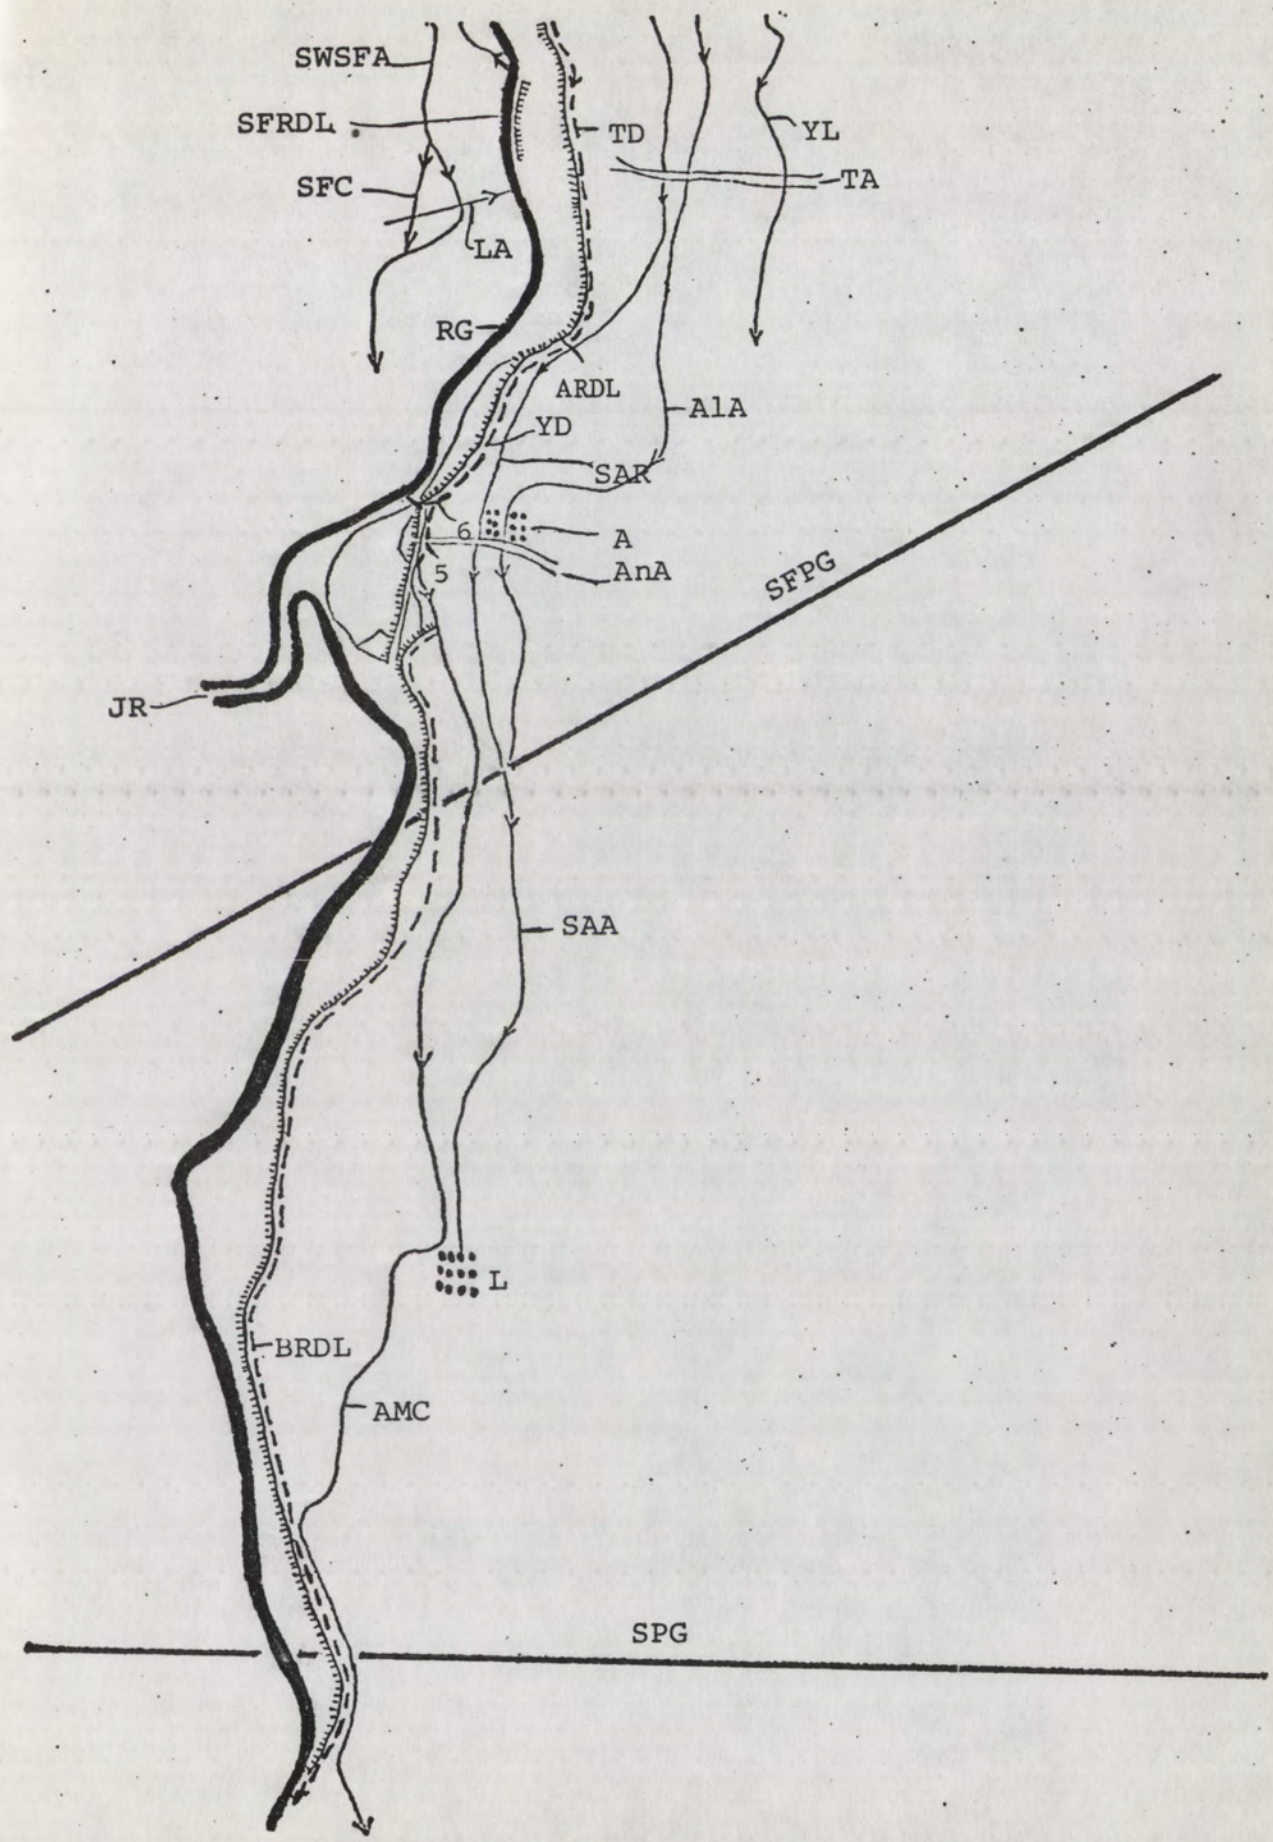 SWSFA
SFRDL
TD
YL
SFC
TA
LA
RG
ARDL
AlA
YD
SAR
6
A
5
AnA
SFPG
JR
SAA
L
BRDL
AMC
SPG